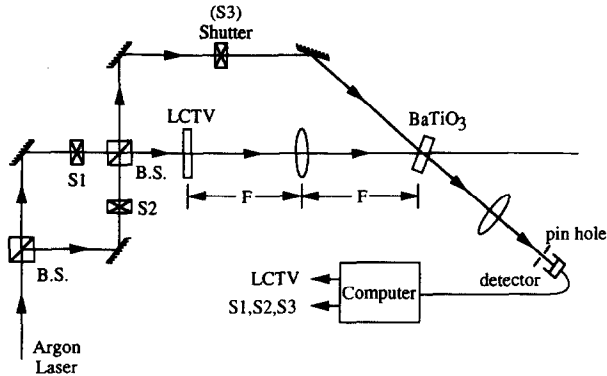 (S3)
Shutter
LCTV
BaTiO3
S1
B.S.
F
F
S2
pin hole
B.S.
detector
LCTV
Computer
S1,S2,S3
Argon
Laser